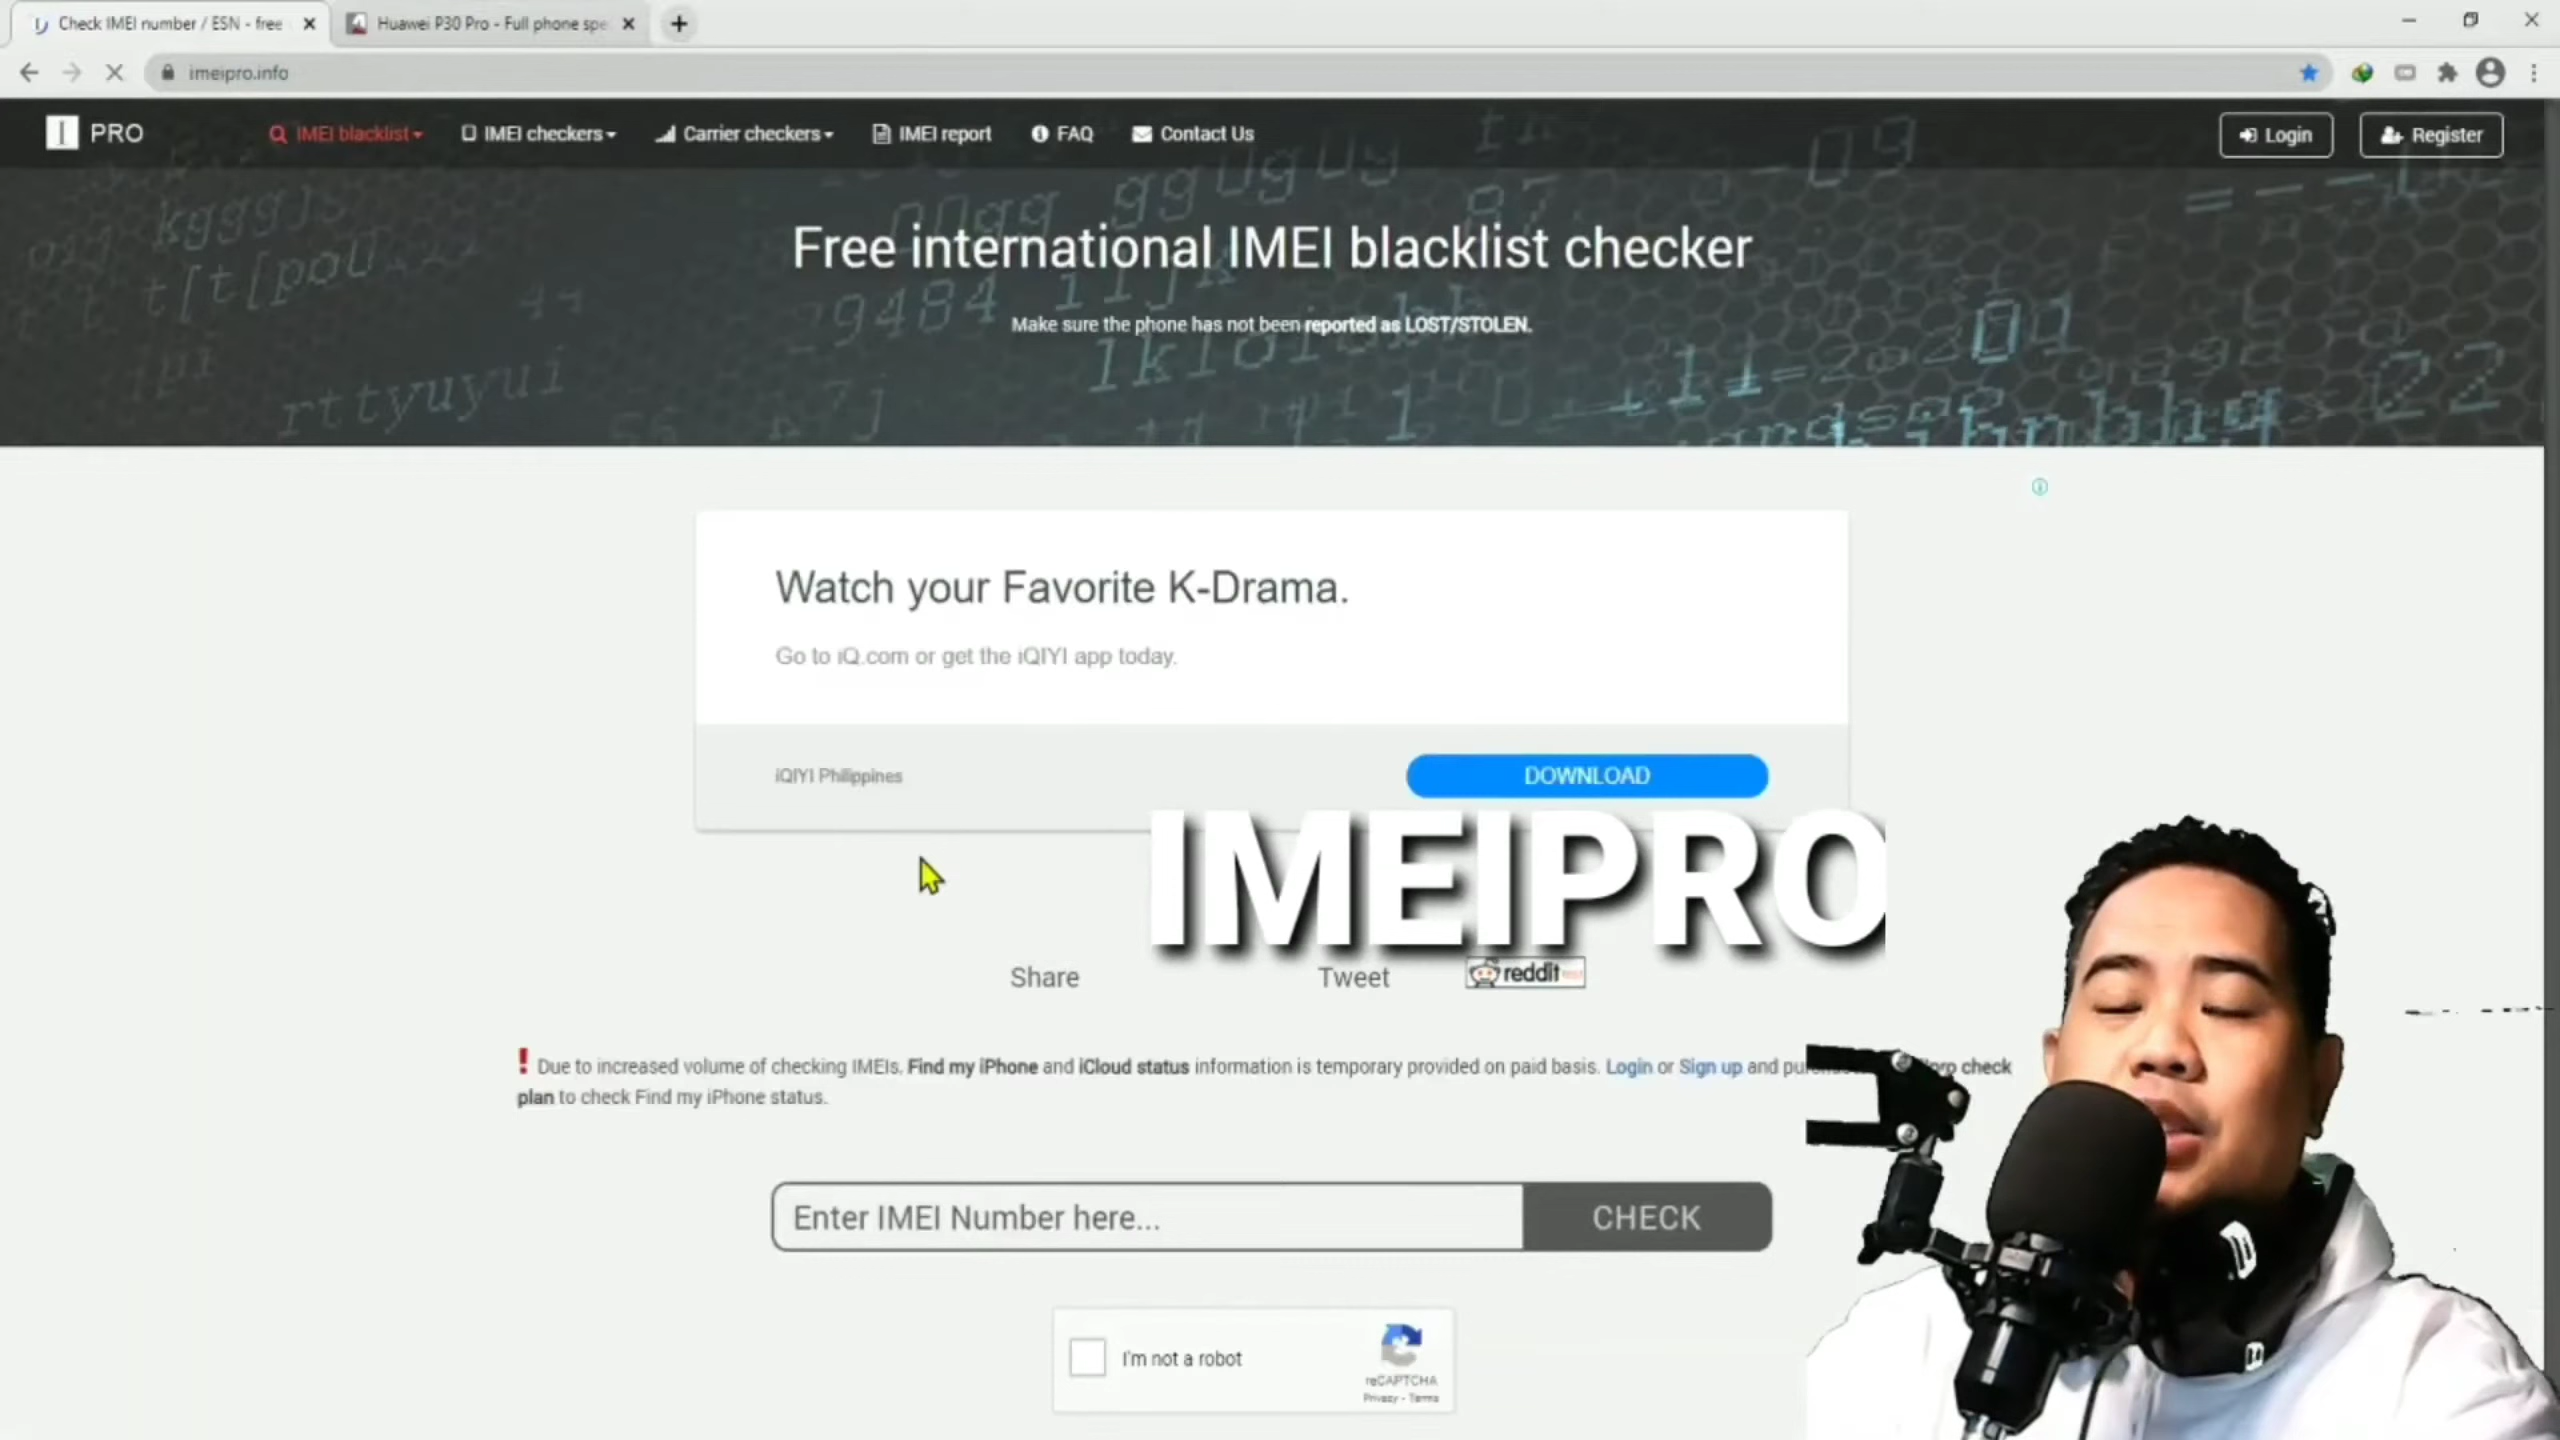 Check IMEI number / ESN - free
Huawei P30 Pro - Full phone spe
imeipro.info
I PRO
IMEI blacklist
IMEI checkers
Carrier checkers
IMEI report
FAQ
Contact Us
Login
Register
Free international IMEI blacklist checker
Make sure the phone has not been reported as LOST/STOLEN.
Watch your Favorite K-Drama.
Go to iQ.com or get the iQIYI app today.
iQIYI Philippines
DOWNLOAD
IMEIPRO
Share
Tweet
reddit
! Due to increased volume of checking IMEIs, Find my iPhone and iCloud status information is temporary provided on paid basis. Login or Sign up and check
plan to check Find my iPhone status.
Enter IMEI Number here...
CHECK
I'm not a robot
reCAPTCHA
Privacy - Terms